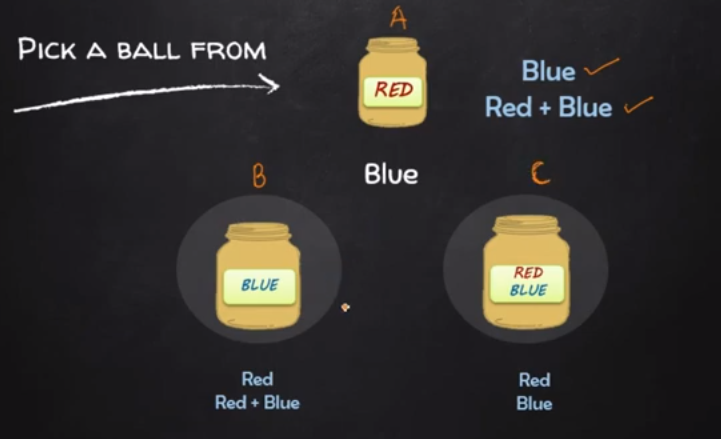 A
PICK A BALL FROM
RED
Blue
Red + Blue
B
Blue
C
BLUE
RED
BLUE
Red
Red + Blue
Red
Blue